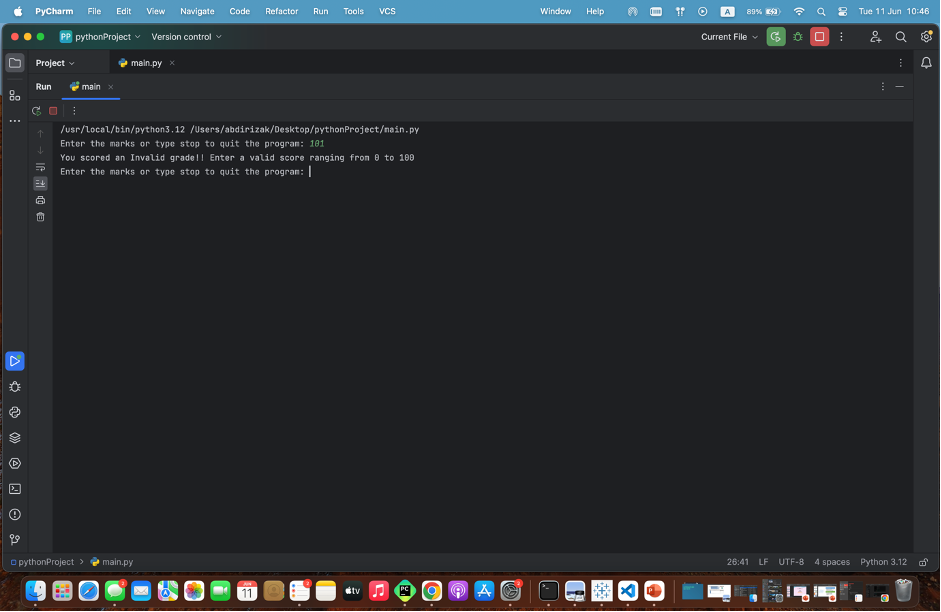 PyCharm File Edit View Navigate Code Refactor Run Tools VCS Window Help A 89% Tue 11 Jun 10:46
PP pythonProject Version control Current File
Project main.py
Run main
/usr/local/bin/python3.12 /Users/abdirizak/Desktop/pythonProject/main.py
Enter the marks or type stop to quit the program: 101
You scored an Invalid grade!! Enter a valid score ranging from 0 to 100
Enter the marks or type stop to quit the program:
pythonProject main.py 26:41 LF UTF-8 4 spaces Python 3.12
JUN
11
tv
PC